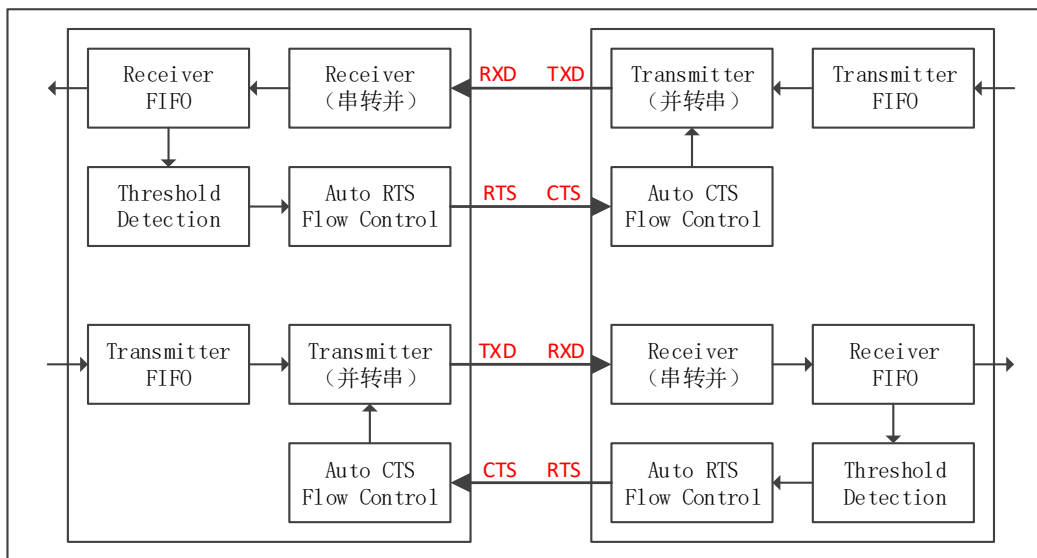 Receiver
FIFO
Receiver
（串转并）
RXD
TXD
Transmitter
（并转串）
Transmitter
FIFO
Threshold
Detection
Auto RTS
Flow Control
RTS
CTS
Auto CTS
Flow Control
Transmitter
FIFO
Transmitter
（并转串）
TXD
RXD
Receiver
（串转并）
Receiver
FIFO
Auto CTS
Flow Control
CTS
RTS
Auto RTS
Flow Control
Threshold
Detection